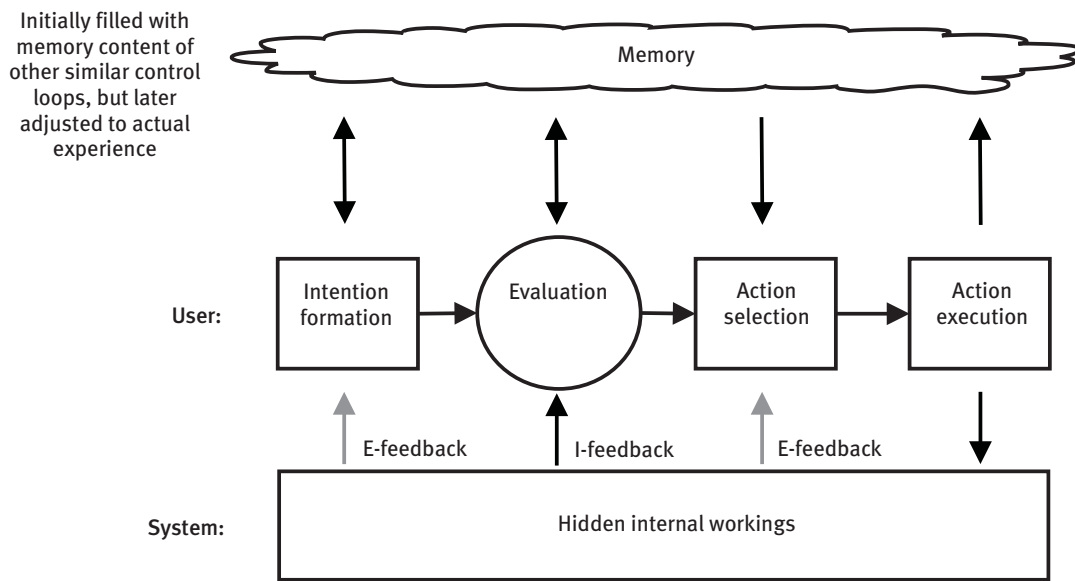 Initially filled with
memory content of
other similar control
loops, but later
adjusted to actual
experience
Memory
User:
Intention
formation
Evaluation
Action
selection
Action
execution
E-feedback
I-feedback
E-feedback
System:
Hidden internal workings